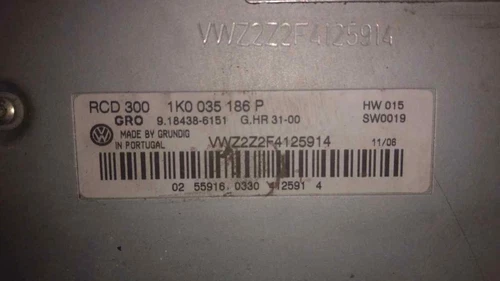 VWZ2Z2F4125914
RCD 300 1K0 035 186 P HW 015
GRO 9.18438-6151 G.HR 31-00 SW0019
MADE BY GRUNDIG VWZ2Z2F4125914 11/08
IN PORTUGAL
02 55916 0330 412591 4